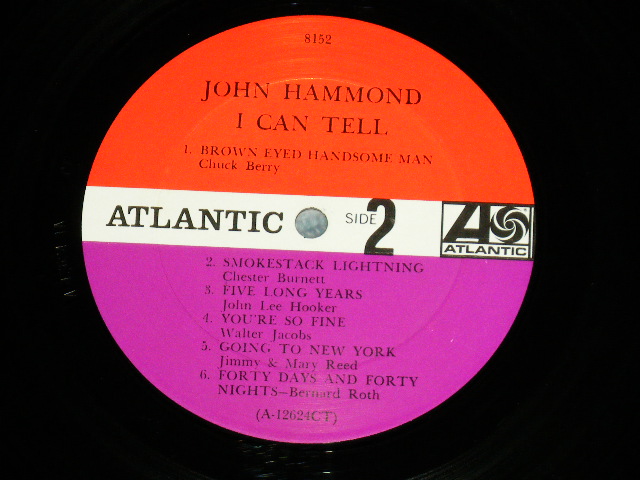 8152
JOHN HAMMOND
I CAN TELL
1. BROWN EYED HANDSOME MAN
Chuck Berry
ATLANTIC SIDE 2 ATLANTIC
2. SMOKESTACK LIGHTNING
Chester Burnett
3. FIVE LONG YEARS
John Lee Hooker
4. YOU'RE SO FINE
Walter Jacobs
5. GOING TO NEW YORK
Jimmy & Mary Reed
6. FORTY DAYS AND FORTY
NIGHTS—Bernard Roth
(A-12624CT)